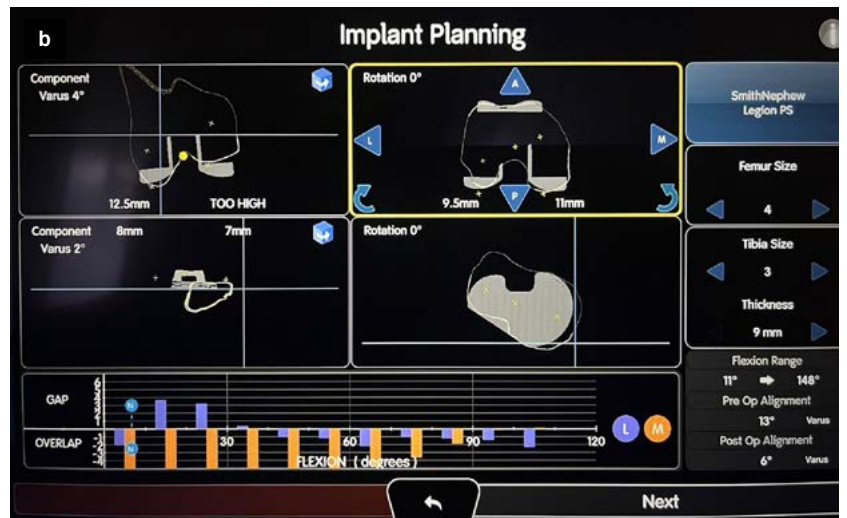 b
Implant Planning
Component
Varus 4°
12.5mm
TOO HIGH
Rotation 0°
A
L
M
P
9.5mm
11mm
SmithNephew
Legion PS
Femur Size
4
Component
Varus 2°
8mm
7mm
Rotation 0°
Tibia Size
3
Thickness
9 mm
GAP
OVERLAP
N
N
30
60
90
120
FLEXION ( degrees )
L
M
Flexion Range
11°
148°
Pre Op Alignment
13° Varus
Post Op Alignment
6° Varus
Next